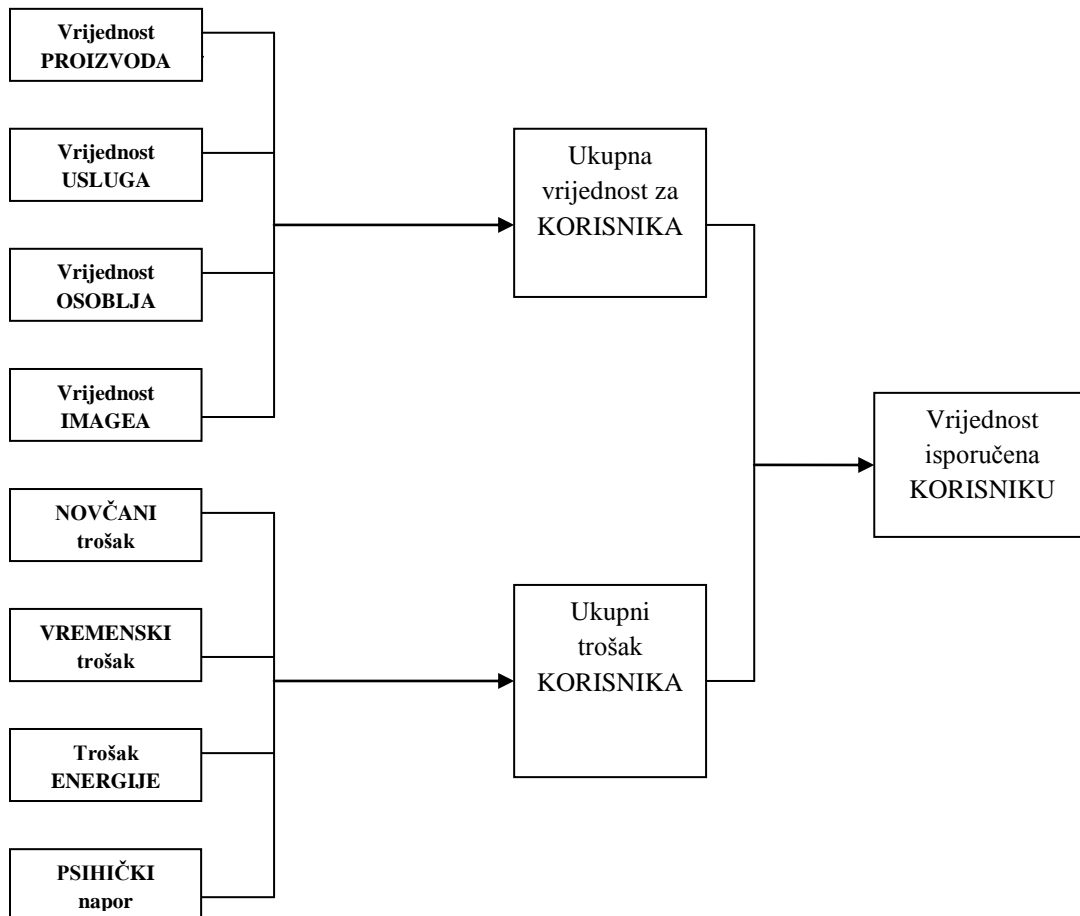 Vrijednost
PROIZVODA
Vrijednost
USLUGA
Vrijednost
OSOBLJA
Vrijednost
IMAGEA
NOVČANI
trošak
VREMENSKI
trošak
Trošak
ENERGIJE
PSIHIČKI
napor
Ukupna
vrijednost za
KORISNIKA
Ukupni
trošak
KORISNIKA
Vrijednost
isporučena
KORISNIKU